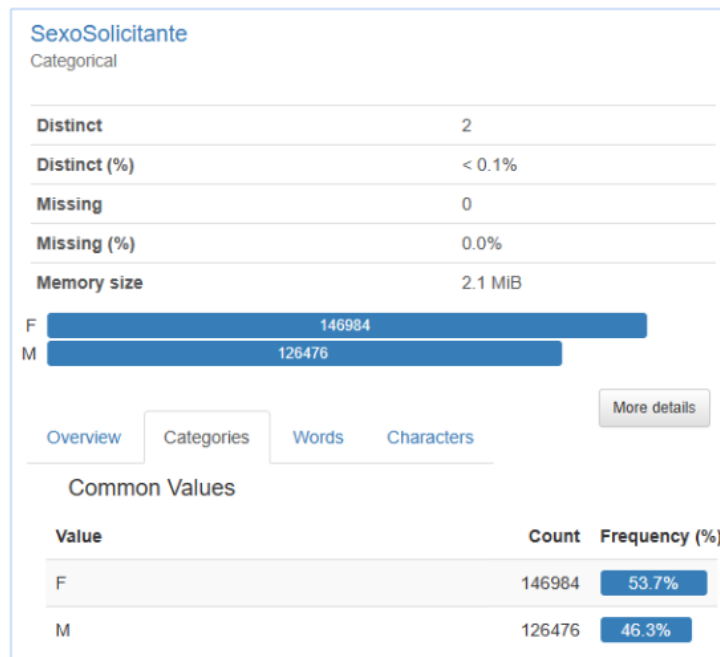 SexoSolicitante
Categorical
Distinct 2
Distinct (%) < 0.1%
Missing 0
Missing (%) 0.0%
Memory size 2.1 MiB
F 146984
M 126476
More details
Overview Categories Words Characters
Common Values
Value Count Frequency (%)
F 146984 53.7%
M 126476 46.3%